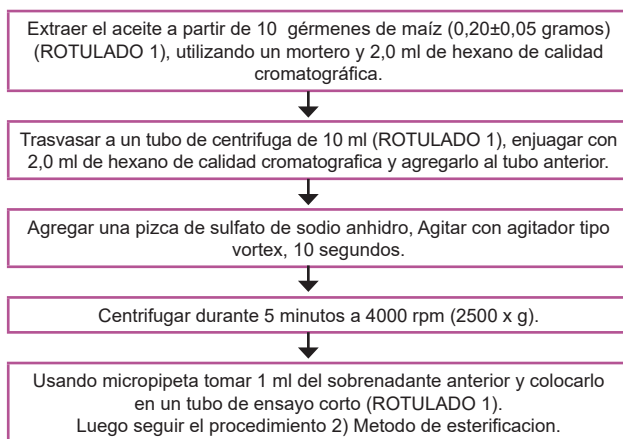 Extraer el aceite a partir de 10 gérmenes de maíz (0,20±0,05 gramos)
(ROTULADO 1), utilizando un mortero y 2,0 ml de hexano de calidad
cromatográfica.
Trasvasar a un tubo de centrifuga de 10 ml (ROTULADO 1), enjuagar con
2,0 ml de hexano de calidad cromatografica y agregarlo al tubo anterior.
Agregar una pizca de sulfato de sodio anhidro, Agitar con agitador tipo
vortex, 10 segundos.
Centrifugar durante 5 minutos a 4000 rpm (2500 x g).
Usando micropipeta tomar 1 ml del sobrenadante anterior y colocarlo
en un tubo de ensayo corto (ROTULADO 1).
Luego seguir el procedimiento 2) Metodo de esterificacion.